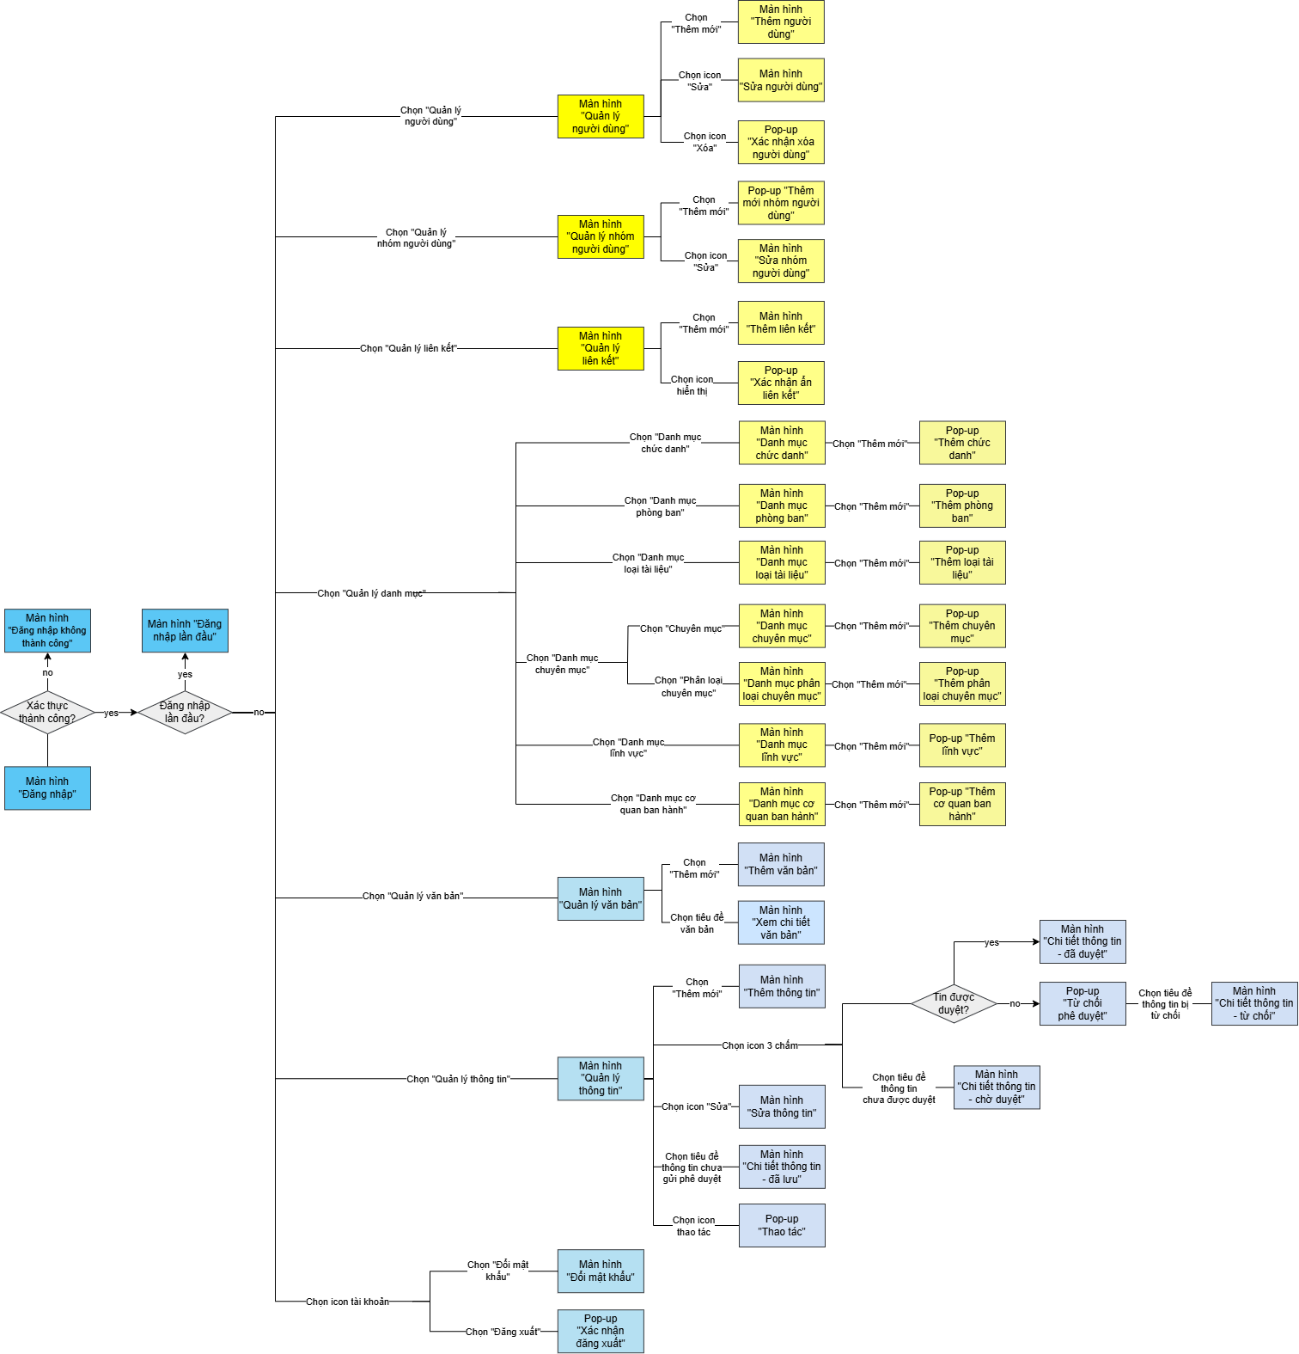 Chọn
"Thêm mới"
Màn hình
"Thêm người
dùng"
Chọn icon
"Sửa"
Màn hình
"Sửa người dùng"
Chọn "Quản lý
người dùng"
Màn hình
"Quản lý
người dùng"
Chọn icon
"Xóa"
Pop-up
"Xác nhận xóa
người dùng"
Chọn
"Thêm mới"
Pop-up "Thêm
mới nhóm người
dùng"
Chọn "Quản lý
nhóm người dùng"
Màn hình
"Quản lý nhóm
người dùng"
Chọn icon
"Sửa"
Màn hình
"Sửa nhóm
người dùng"
Chọn
"Thêm mới"
Màn hình
"Thêm liên kết"
Chọn "Quản lý liên kết"
Màn hình
"Quản lý
liên kết"
Chọn icon
hiển thị
Pop-up
"Xác nhận ẩn
liên kết"
Chọn "Danh mục
chức danh"
Màn hình
"Danh mục
chức danh"
Chọn "Thêm mới"
Pop-up
"Thêm chức
danh"
Chọn "Danh mục
phòng ban"
Màn hình
"Danh mục
phòng ban"
Chọn "Thêm mới"
Pop-up
"Thêm phòng
ban"
Chọn "Danh mục
loại tài liệu"
Màn hình
"Danh mục
loại tài liệu"
Chọn "Thêm mới"
Pop-up
"Thêm loại tài
liệu"
Chọn "Quản lý danh mục"
Chọn "Danh mục
chuyên mục"
Chọn "Chuyên mục"
Màn hình
"Danh mục
chuyên mục"
Chọn "Thêm mới"
Pop-up
"Thêm chuyên
mục"
Chọn "Phân loại
chuyên mục"
Màn hình
"Danh mục phân
loại chuyên mục"
Chọn "Thêm mới"
Pop-up
"Thêm phân
loại chuyên mục"
Chọn "Danh mục
lĩnh vực"
Màn hình
"Danh mục
lĩnh vực"
Chọn "Thêm mới"
Pop-up "Thêm
lĩnh vực"
Chọn "Danh mục cơ
quan ban hành"
Màn hình
"Danh mục cơ
quan ban hành"
Chọn "Thêm mới"
Pop-up "Thêm
cơ quan ban
hành"
Màn hình
"Đăng nhập không
thành công"
Màn hình "Đăng
nhập lần đầu"
no
yes
Xác thực
thành công?
yes
Đăng nhập
lần đầu?
no
Màn hình
"Đăng nhập"
Chọn "Quản lý văn bản"
Màn hình
"Quản lý văn bản"
Chọn
"Thêm mới"
Màn hình
"Thêm văn bản"
Chọn tiêu đề
văn bản
Màn hình
"Xem chi tiết
văn bản"
Chọn
"Thêm mới"
Màn hình
"Thêm thông tin"
yes
Màn hình
"Chi tiết thông tin
- đã duyệt"
Tin được
duyệt?
no
Pop-up
"Từ chối
phê duyệt"
Chọn tiêu đề
thông tin bị
từ chối
Màn hình
"Chi tiết thông tin
- từ chối"
Chọn icon 3 chấm
Chọn "Quản lý thông tin"
Màn hình
"Quản lý
thông tin"
Chọn tiêu đề
thông tin
chưa được duyệt
Màn hình
"Chi tiết thông tin
- chờ duyệt"
Chọn icon "Sửa"
Màn hình
"Sửa thông tin"
Chọn tiêu đề
thông tin chưa
gửi phê duyệt
Màn hình
"Chi tiết thông tin
- đã lưu"
Chọn icon
thao tác
Pop-up
"Thao tác"
Chọn icon tài khoản
Chọn "Đổi mật
khẩu"
Màn hình
"Đổi mật khẩu"
Chọn "Đăng xuất"
Pop-up
"Xác nhận
đăng xuất"